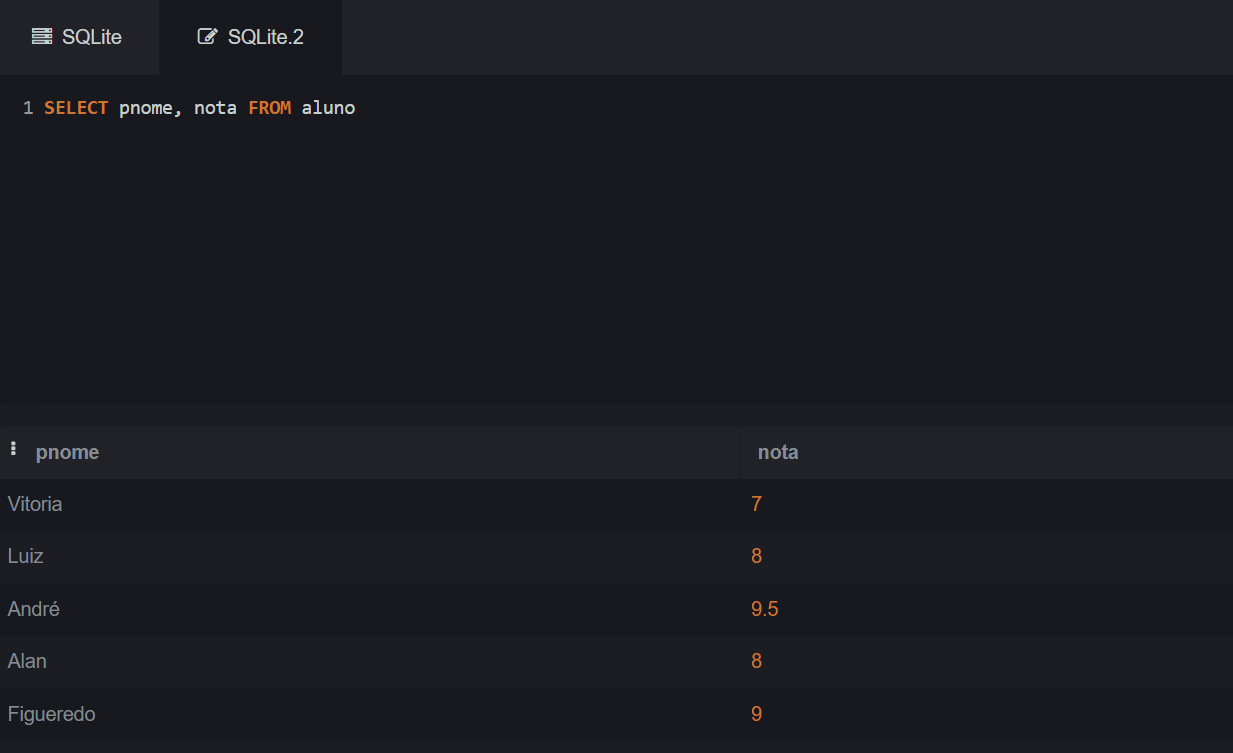 SQLite SQLite.2
1 SELECT pnome, nota FROM aluno
pnome nota
Vitoria 7
Luiz 8
André 9.5
Alan 8
Figueredo 9